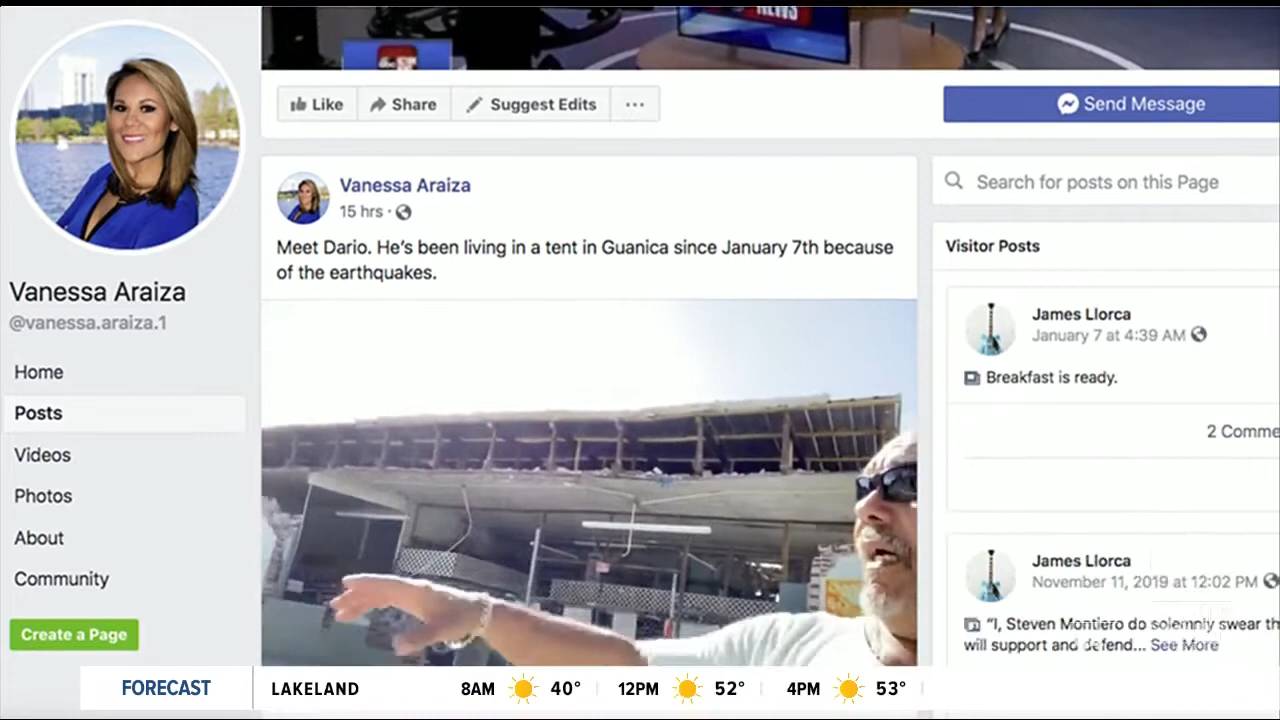 NEWS
abc
Like
Share
Suggest Edits
Send Message
Vanessa Araiza
15 hrs ·
Search for posts on this Page
Meet Dario. He's been living in a tent in Guanica since January 7th because
of the earthquakes.
Visitor Posts
Vanessa Araiza
@vanessa.araiza.1
Home
Posts
Videos
Photos
About
Community
Create a Page
James Llorca
January 7 at 4:39 AM
Breakfast is ready.
2 Comme
James Llorca
November 11, 2019 at 12:02 PM
"I, Steven Montiero do solemnly swear th
will support and defend... See More
FORECAST
LAKELAND
8AM 40°
12PM 52°
4PM 53°